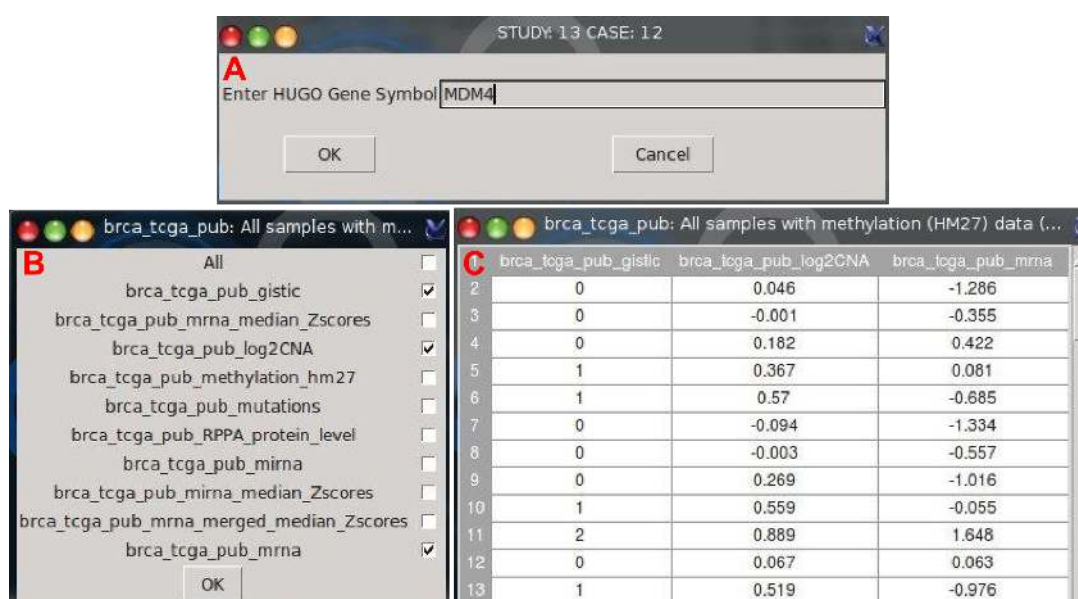 STUDY: 13 CASE: 12
A
Enter HUGO Gene Symbol MDM4
OK Cancel
brca_tcga_pub: All samples with m...
B
All
brca_tcga_pub_gistic
brca_tcga_pub_mrna_median_Zscores
brca_tcga_pub_log2CNA
brca_tcga_pub_methylation_hm27
brca_tcga_pub_mutations
brca_tcga_pub_RPPA_protein_level
brca_tcga_pub_mirna
brca_tcga_pub_mirna_median_Zscores
brca_tcga_pub_mrna_merged_median_Zscores
brca_tcga_pub_mrna
OK
brca_tcga_pub: All samples with methylation (HM27) data (...
C
1 brca_tcga_pub_gistic brca_tcga_pub_log2CNA brca_tcga_pub_mrna
2 0 0.046 -1.286
3 0 -0.001 -0.355
4 0 0.182 0.422
5 1 0.367 0.081
6 1 0.57 -0.685
7 0 -0.094 -1.334
8 0 -0.003 -0.557
9 0 0.269 -1.016
10 1 0.559 -0.055
11 2 0.889 1.648
12 0 0.067 0.063
13 1 0.519 -0.976